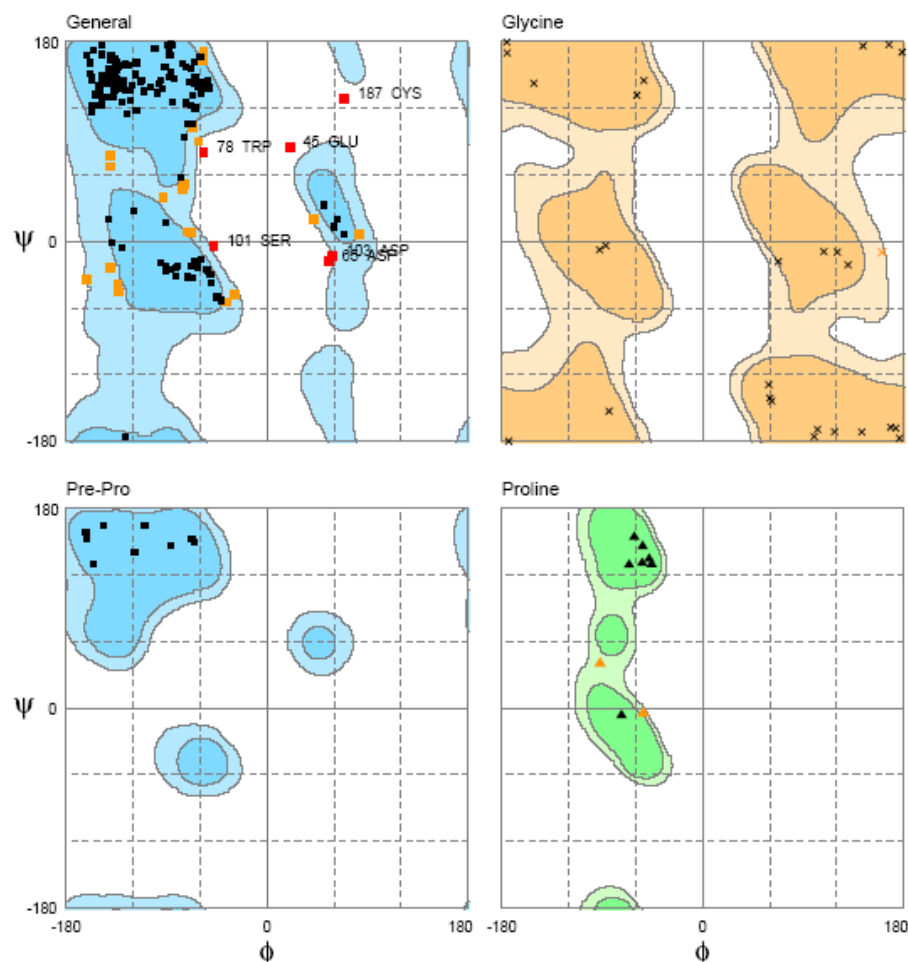 General
Glycine
180
187 CYS
78 TRP
45 GLU
ψ
0
101 SER
103 ASP
65 ASP
-180
Pre-Pro
Proline
180
ψ
0
-180
-180
0
180
-180
0
180
ϕ
ϕ